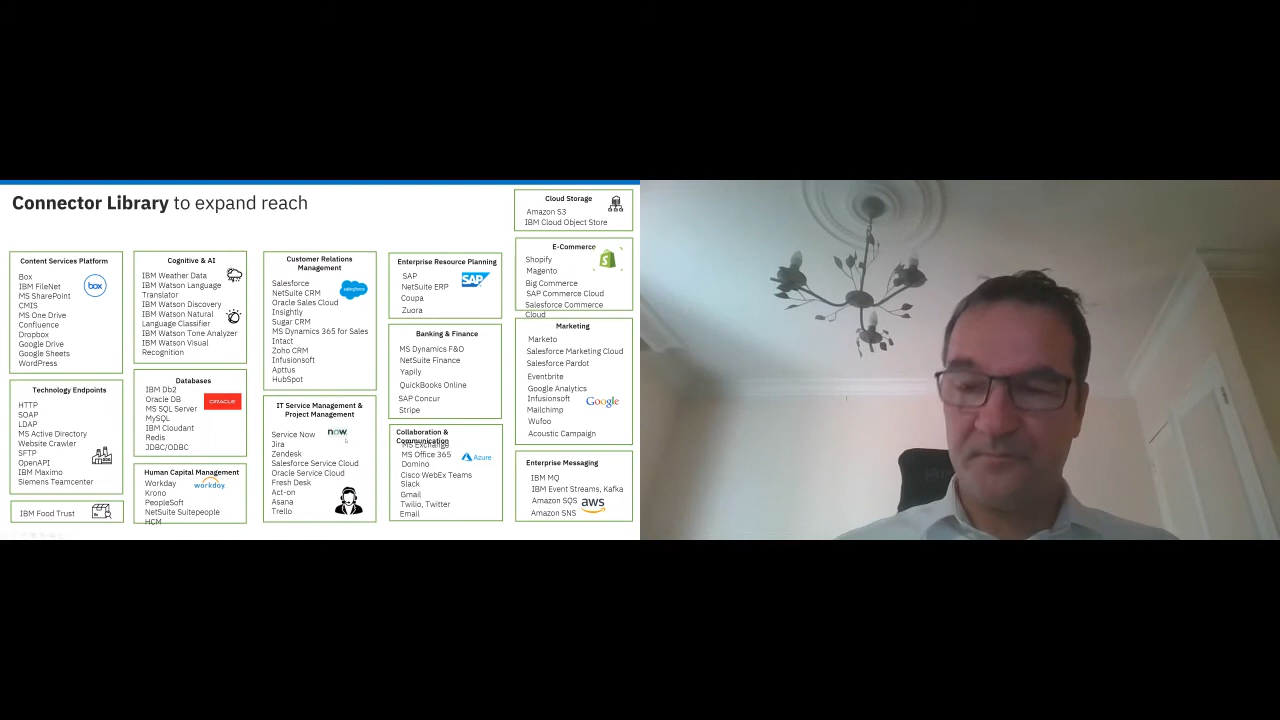 Connector Library to expand reach
Content Services Platform
Box
IBM FileNet
MS SharePoint
CMIS
MS One Drive
Confluence
Dropbox
Google Drive
Google Sheets
WordPress
box
Technology Endpoints
HTTP
SOAP
LDAP
MS Active Directory
Website Crawler
SFTP
OpenAPI
IBM Maximo
Siemens Teamcenter
IBM Food Trust
Cognitive & AI
IBM Weather Data
IBM Watson Language
Translator
IBM Watson Discovery
IBM Watson Natural
Language Classifier
IBM Watson Tone Analyzer
IBM Watson Visual
Recognition
Databases
IBM Db2
Oracle DB
MS SQL Server
MySQL
IBM Cloudant
Redis
JDBC/ODBC
ORACLE
Human Capital Management
Workday
Krono
PeopleSoft
NetSuite Suitepeople
HCM
workday.
Customer Relations
Management
Salesforce
NetSuite CRM
Oracle Sales Cloud
Insightly
Sugar CRM
MS Dynamics 365 for Sales
Intact
Zoho CRM
Infusionsoft
Apttus
HubSpot
salesforce
IT Service Management &
Project Management
Service Now
Jira
Zendesk
Salesforce Service Cloud
Oracle Service Cloud
Fresh Desk
Act-on
Asana
Trello
now
Enterprise Resource Planning
SAP
NetSuite ERP
Coupa
Zuora
SAP
Banking & Finance
MS Dynamics F&O
NetSuite Finance
Yapily
QuickBooks Online
SAP Concur
Stripe
Collaboration &
Communication
MS Exchange
MS Office 365
Domino
Cisco WebEx Teams
Slack
Gmail
Twilio, Twitter
Email
Azure
Cloud Storage
Amazon S3
IBM Cloud Object Store
E-Commerce
Shopify
Magento
Big Commerce
SAP Commerce Cloud
Salesforce Commerce
Cloud
Marketing
Marketo
Salesforce Marketing Cloud
Salesforce Pardot
Eventbrite
Google Analytics
Infusionsoft
Mailchimp
Wufoo
Acoustic Campaign
Google
Enterprise Messaging
IBM MQ
IBM Event Streams, Kafka
Amazon SQS
Amazon SNS
aws